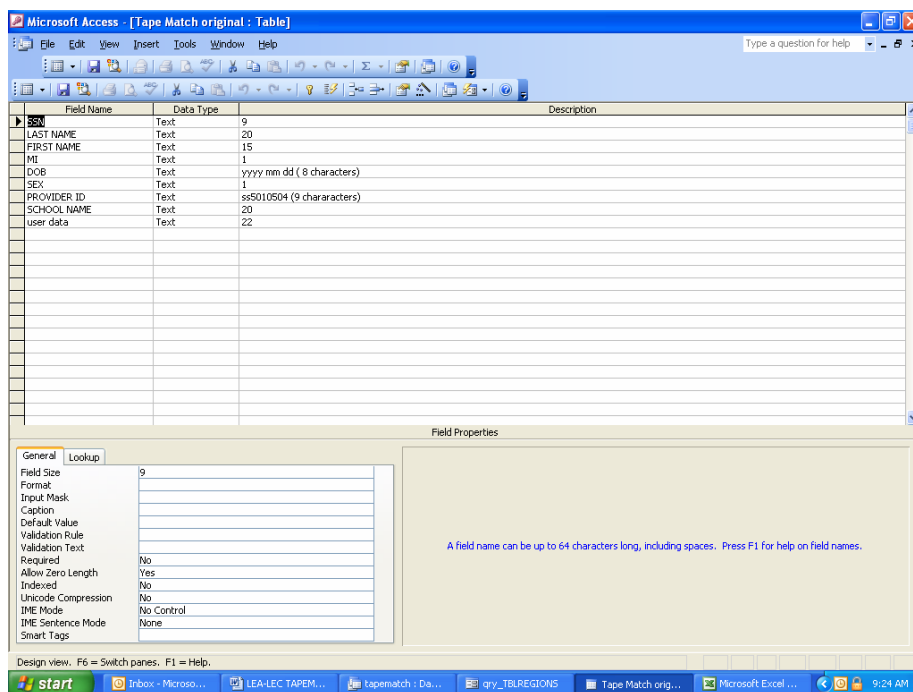 Microsoft Access - [Tape Match original : Table]
File Edit View Insert Tools Window Help Type a question for help
Field Name Data Type Description
SSN Text 9
LAST NAME Text 20
FIRST NAME Text 15
MI Text 1
DOB Text yyyy mm dd ( 8 characters)
SEX Text 1
PROVIDER ID Text ss5010504 (9 chararacters)
SCHOOL NAME Text 20
user data Text 22
Field Properties
General Lookup
Field Size 9
Format
Input Mask
Caption
Default Value
Validation Rule
Validation Text
Required No
Allow Zero Length Yes
Indexed No
Unicode Compression No
IME Mode No Control
IME Sentence Mode None
Smart Tags
A field name can be up to 64 characters long, including spaces. Press F1 for help on field names.
Design view. F6 = Switch panes. F1 = Help.
start Inbox - Microso... LEA-LEC TAPEM... tapematch : Da... qry_TBLREGIONS Tape Match orig... Microsoft Excel ... 9:24 AM